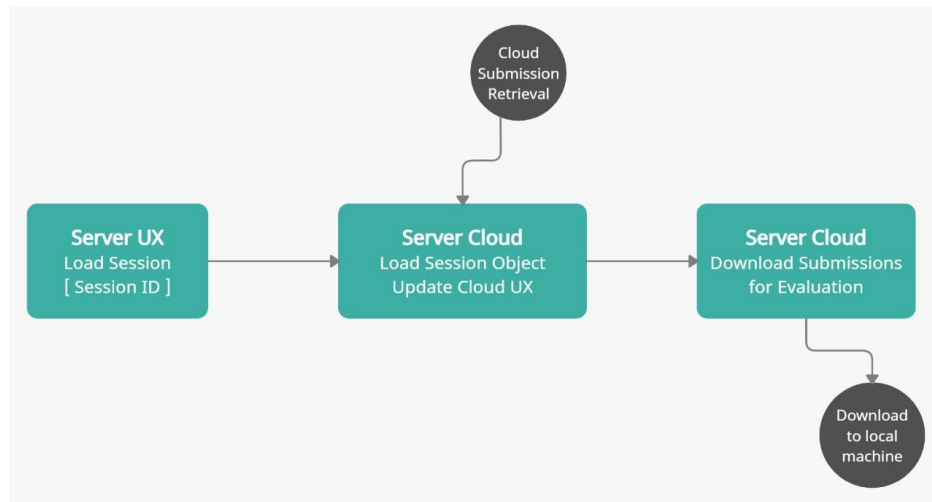 Cloud
Submission
Retrieval
Server UX
Load Session
[ Session ID ]
Server Cloud
Load Session Object
Update Cloud UX
Server Cloud
Download Submissions
for Evaluation
Download
to local
machine